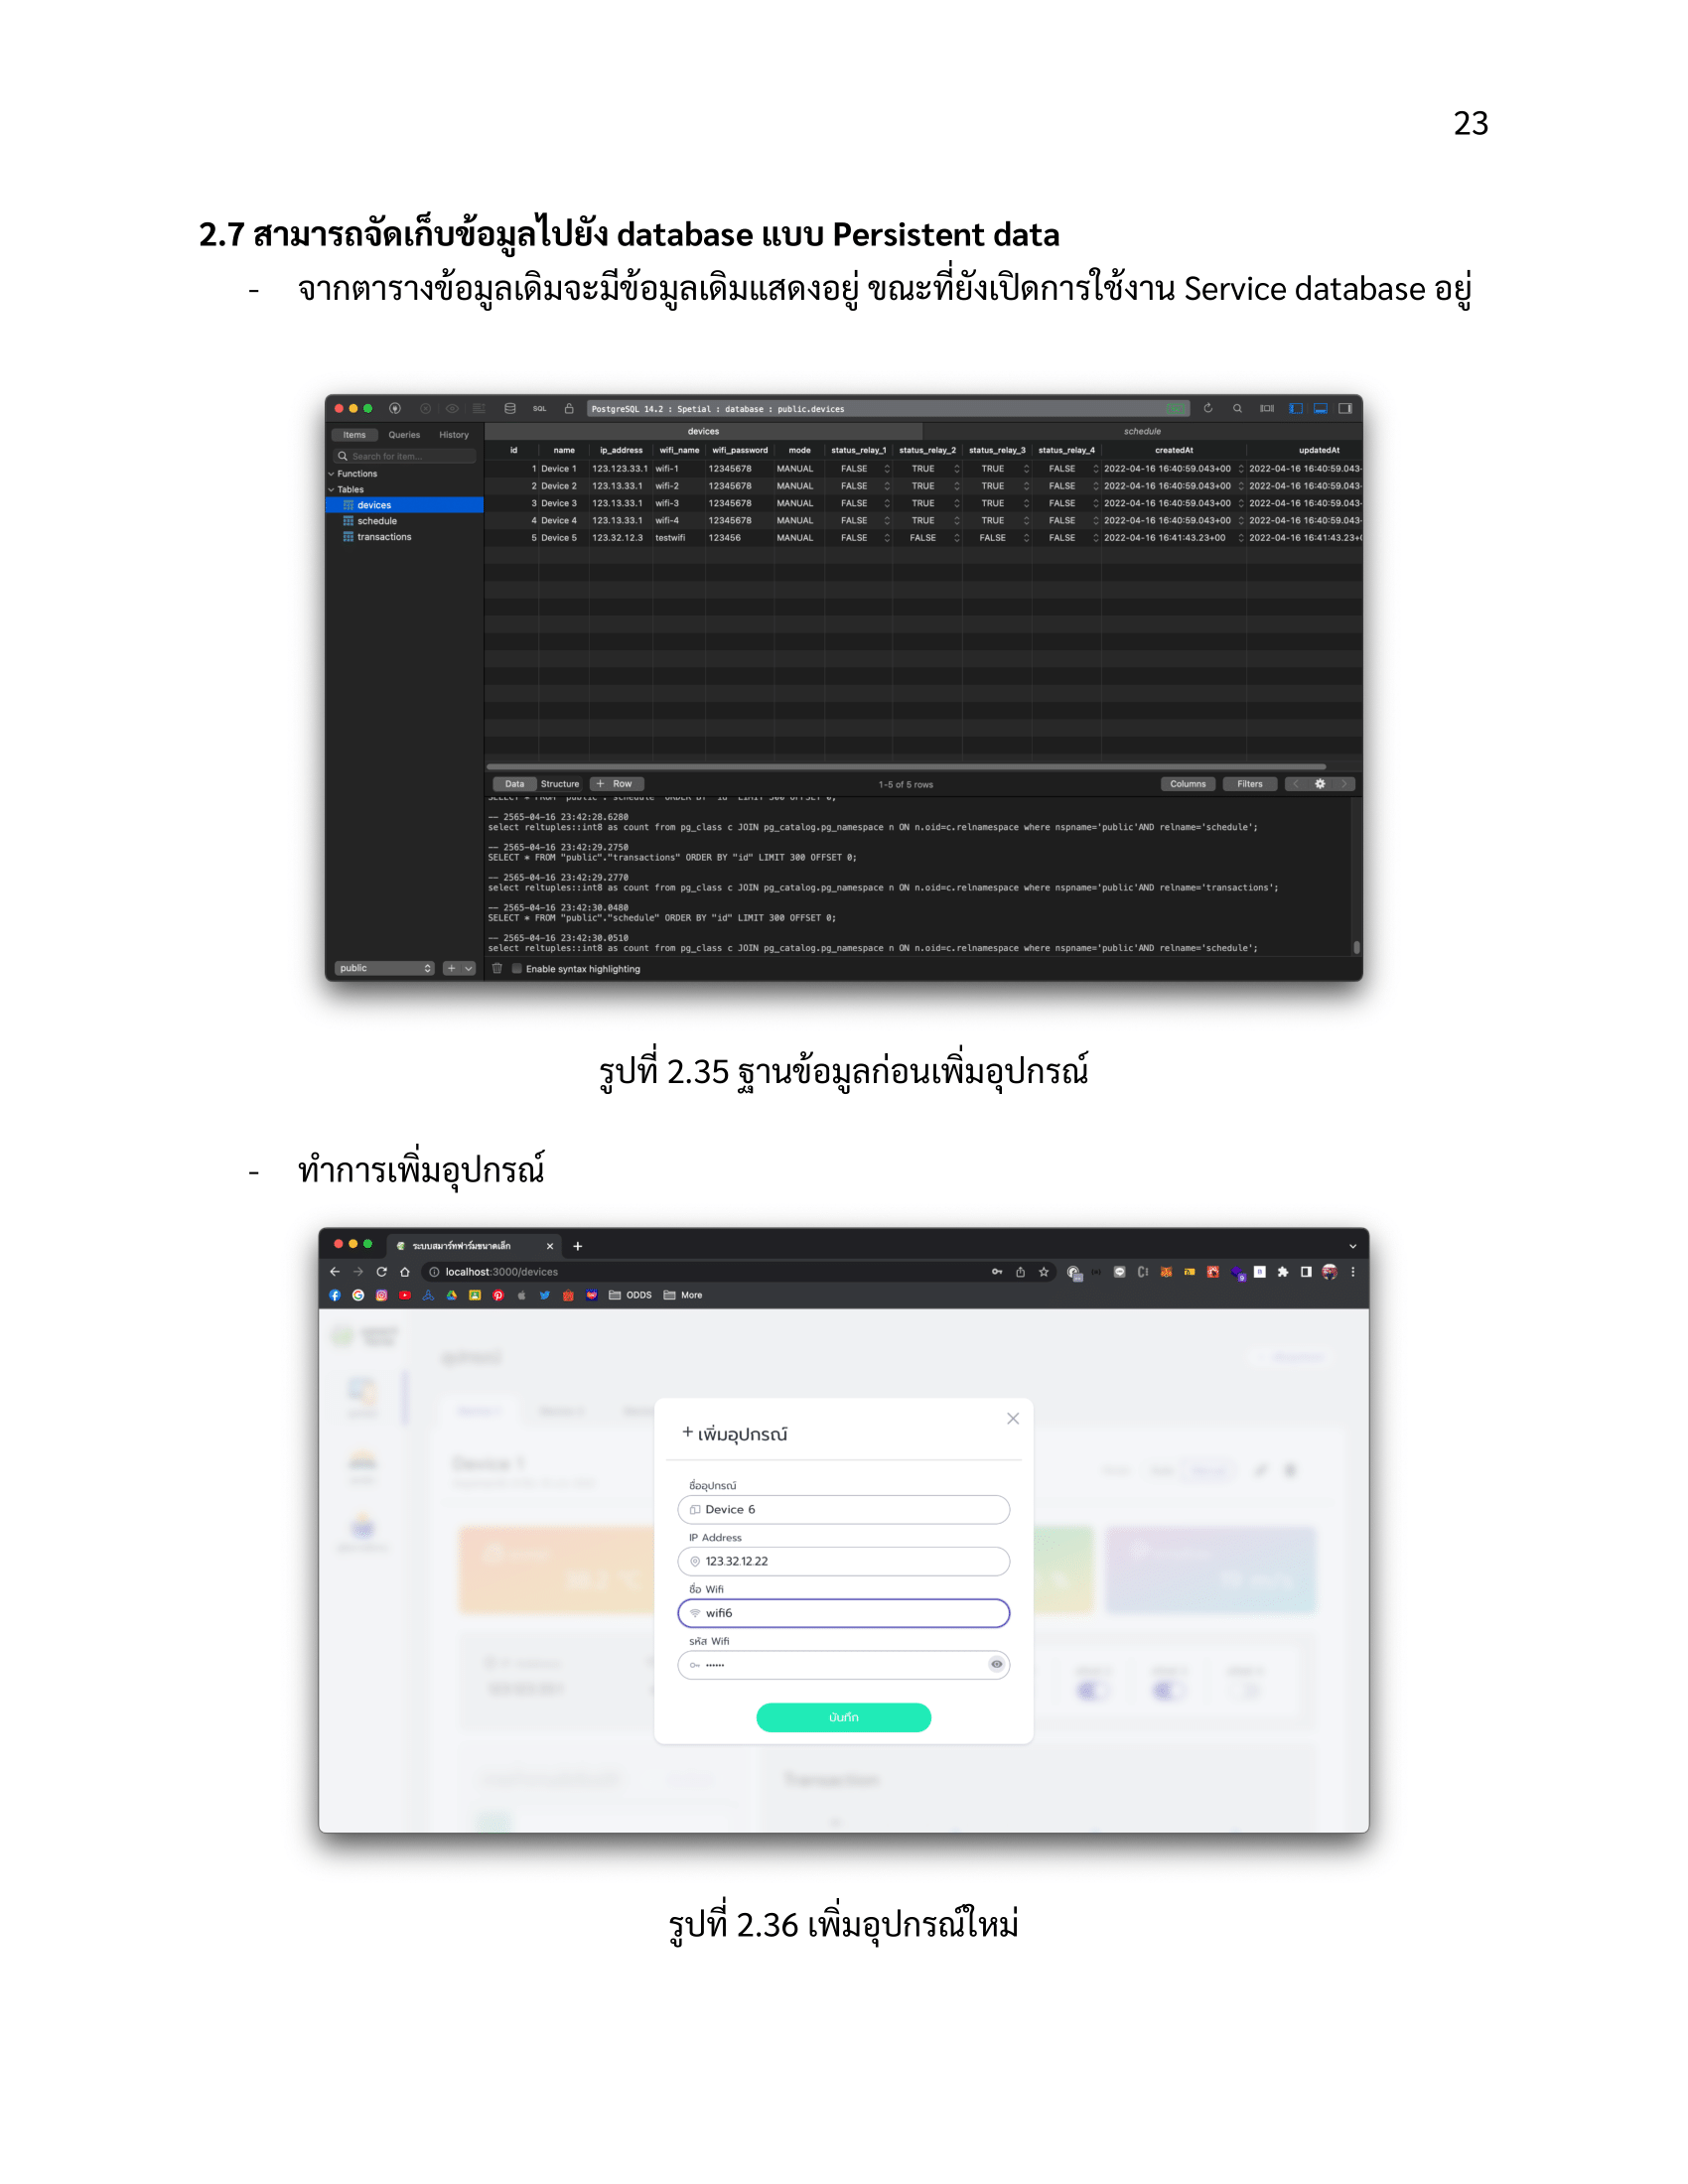 23
2.7 สามารถจัดเก็บข้อมูลไปยัง database แบบ Persistent data
- จากตารางข้อมูลเดิมจะมีข้อมูลเดิมแสดงอยู่ ขณะที่ยังเปิดการใช้งาน Service database อยู่
SQL PostgreSQL 14.2 : Spetial : database : public.devices
Items Queries History devices schedule
Search for item...
id name ip_address wifi_name wifi_password mode status_relay_1 status_relay_2 status_relay_3 status_relay_4 createdAt updatedAt
Functions
Tables
devices
schedule
transactions
1 Device 1 123.123.33.1 wifi-1 12345678 MANUAL FALSE TRUE TRUE FALSE 2022-04-16 16:40:59.043+00 2022-04-16 16:40:59.043-
2 Device 2 123.13.33.1 wifi-2 12345678 MANUAL FALSE TRUE TRUE FALSE 2022-04-16 16:40:59.043+00 2022-04-16 16:40:59.043-
3 Device 3 123.13.33.1 wifi-3 12345678 MANUAL FALSE TRUE TRUE FALSE 2022-04-16 16:40:59.043+00 2022-04-16 16:40:59.043-
4 Device 4 123.13.33.1 wifi-4 12345678 MANUAL FALSE TRUE TRUE FALSE 2022-04-16 16:40:59.043+00 2022-04-16 16:40:59.043-
5 Device 5 123.32.12.3 testwifi 123456 MANUAL FALSE FALSE FALSE FALSE 2022-04-16 16:41:43.23+00 2022-04-16 16:41:43.23+(
Data Structure + Row 1-5 of 5 rows Columns Filters
SELECT * FROM "public"."schedule" ORDER BY "id" LIMIT 300 OFFSET 0;
-- 2565-04-16 23:42:28.6280
select reltuples::int8 as count from pg_class c JOIN pg_catalog.pg_namespace n ON n.oid=c.relnamespace where nspname='public'AND relname='schedule';
-- 2565-04-16 23:42:29.2750
SELECT * FROM "public"."transactions" ORDER BY "id" LIMIT 300 OFFSET 0;
-- 2565-04-16 23:42:29.2770
select reltuples::int8 as count from pg_class c JOIN pg_catalog.pg_namespace n ON n.oid=c.relnamespace where nspname='public'AND relname='transactions';
-- 2565-04-16 23:42:30.0480
SELECT * FROM "public"."schedule" ORDER BY "id" LIMIT 300 OFFSET 0;
-- 2565-04-16 23:42:30.0510
select reltuples::int8 as count from pg_class c JOIN pg_catalog.pg_namespace n ON n.oid=c.relnamespace where nspname='public'AND relname='schedule';
public + Enable syntax highlighting
รูปที่ 2.35 ฐานข้อมูลก่อนเพิ่มอุปกรณ์
- ทำการเพิ่มอุปกรณ์
ระบบสมาร์ทฟาร์มขนาดเล็ก
localhost:3000/devices
ODDS More
อุปกรณ์
Device 1
+ เพิ่มอุปกรณ์
ชื่ออุปกรณ์
Device 6
IP Address
123.32.12.22
ชื่อ Wifi
wifi6
รหัส Wifi
••••••
บันทึก
Transaction
รูปที่ 2.36 เพิ่มอุปกรณ์ใหม่